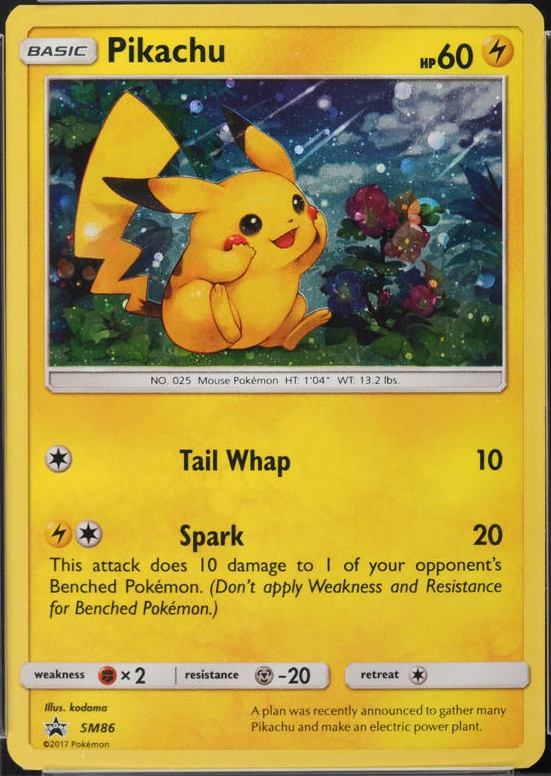 BASIC Pikachu HP60
NO. 025 Mouse Pokémon HT: 1'04" WT: 13.2 lbs.
Tail Whap 10
Spark 20
This attack does 10 damage to 1 of your opponent's
Benched Pokémon. (Don't apply Weakness and Resistance
for Benched Pokémon.)
weakness ×2 resistance -20 retreat
Illus. kodama
SM86
©2017 Pokémon
A plan was recently announced to gather many
Pikachu and make an electric power plant.